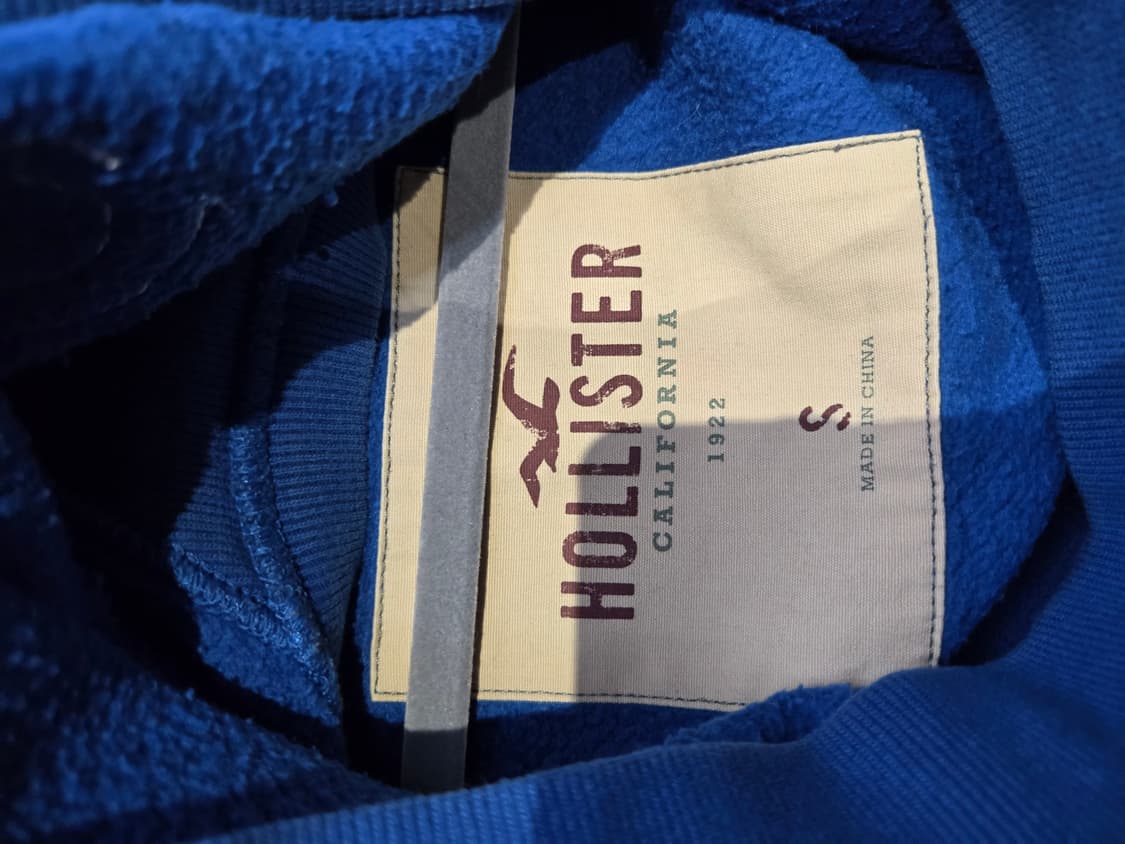 HOLLISTER
CALIFORNIA
1922
S
MADE IN CHINA